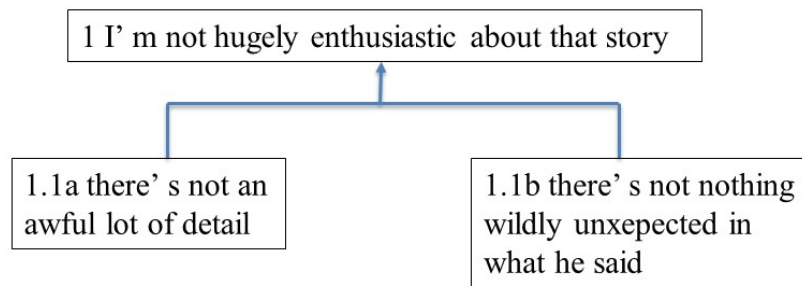 1 I’ m not hugely enthusiastic about that story
1.1a there’ s not an
awful lot of detail
1.1b there’ s not nothing
wildly unxepected in
what he said